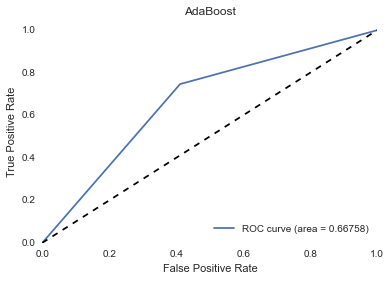 AdaBoost
True Positive Rate
1.0
0.8
0.6
0.4
0.2
0.0
ROC curve (area = 0.66758)
0.0 0.2 0.4 0.6 0.8 1.0
False Positive Rate